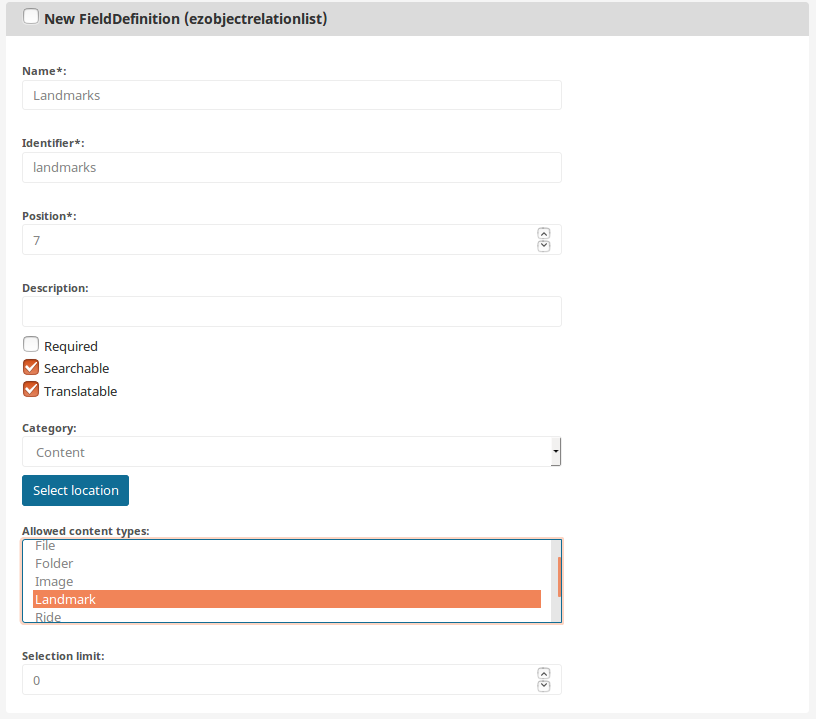 New FieldDefinition (ezobjectrelationlist)
Name*:
Landmarks
Identifier*:
landmarks
Position*:
7
Description:
Required
Searchable
Translatable
Category:
Content
Select location
Allowed content types:
File
Folder
Image
Landmark
Ride
Selection limit:
0